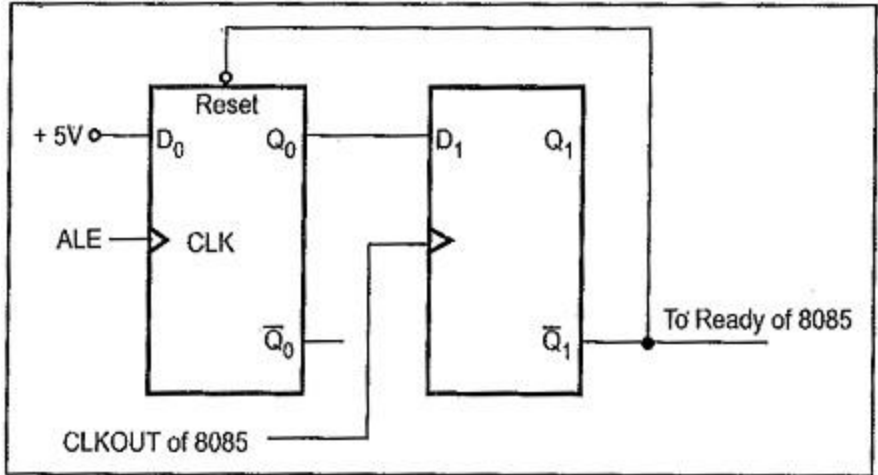 Reset
+ 5V
D₀
Q₀
D₁
Q₁
ALE
CLK
Q̅₀
Q̅₁
To Ready of 8085
CLKOUT of 8085